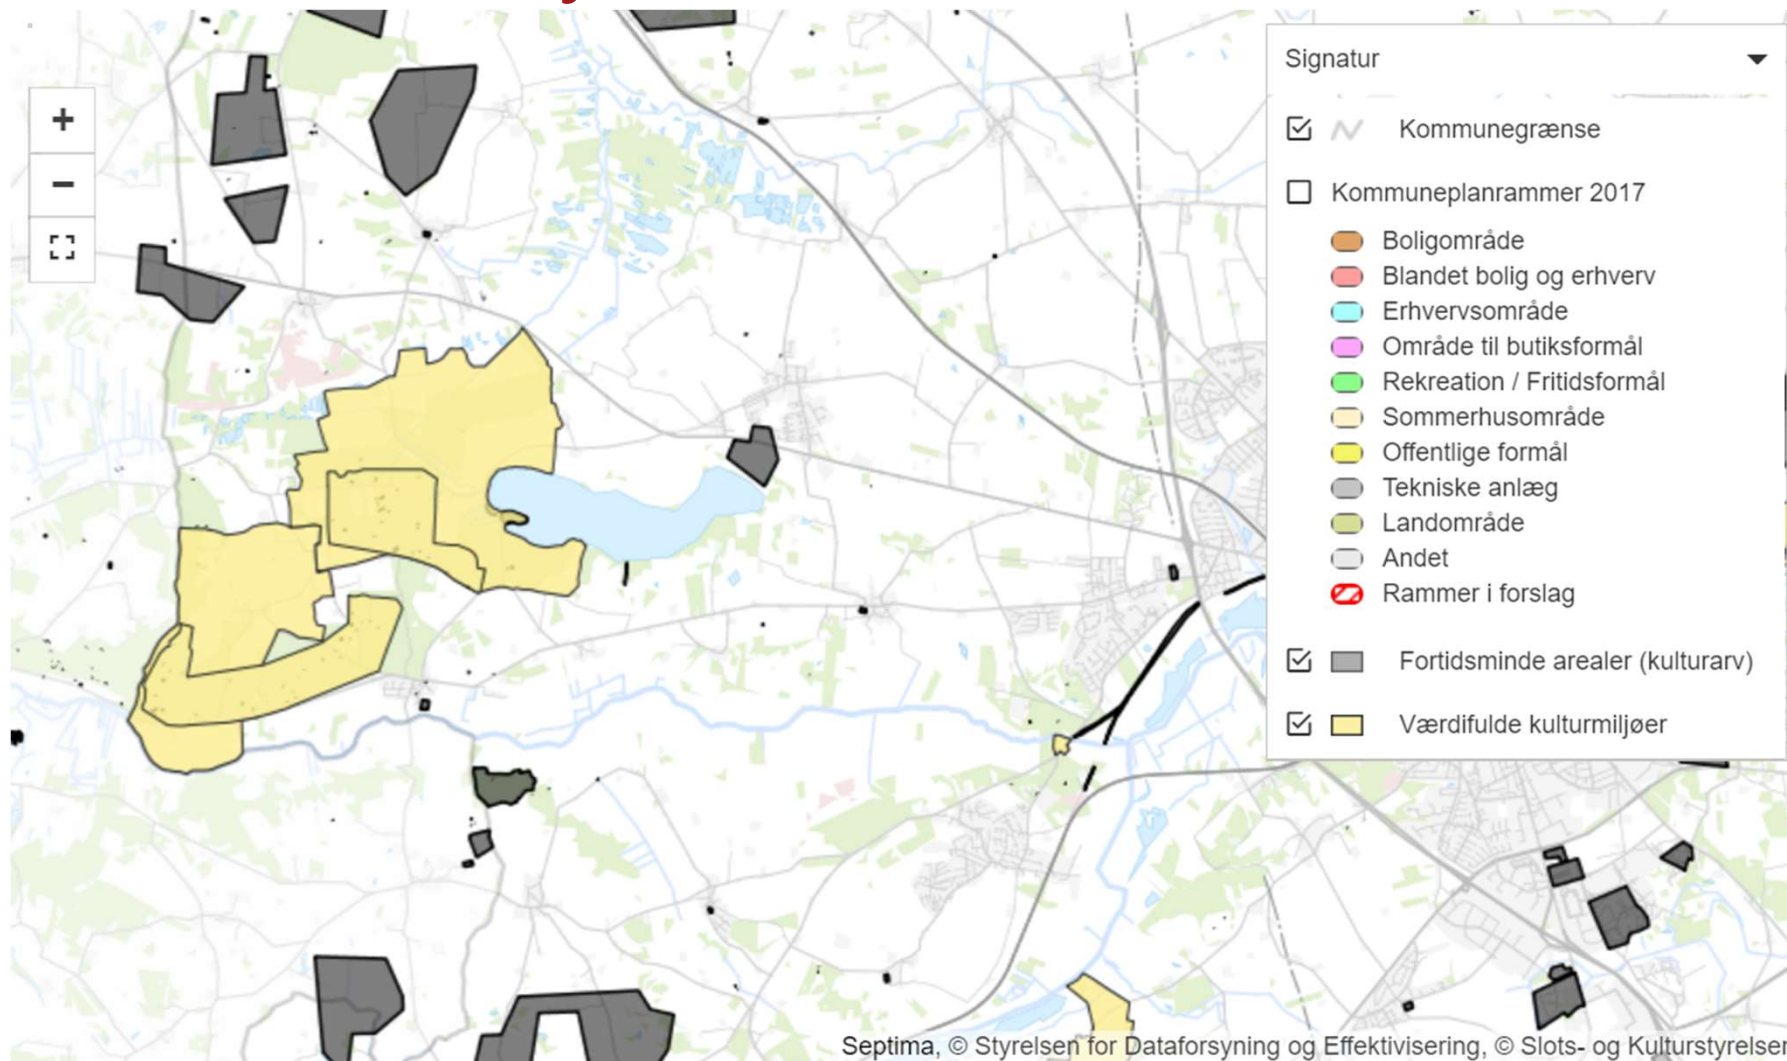 Signatur
Kommunegrænse
Kommuneplanrammer 2017
Boligområde
Blandet bolig og erhverv
Erhvervsområde
Område til butiksformål
Rekreation / Fritidsformål
Sommerhusområde
Offentlige formål
Tekniske anlæg
Landområde
Andet
Rammer i forslag
Fortidsminde arealer (kulturarv)
Værdifulde kulturmiljøer
Septima, © Styrelsen for Dataforsyning og Effektivisering, © Slots- og Kulturstyrelsen